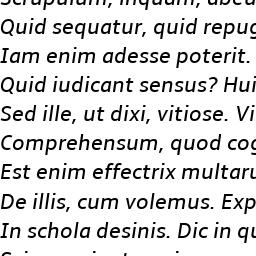 Scrupulum, inquam, abeu
Quid sequatur, quid repug
Iam enim adesse poterit.
Quid iudicant sensus? Hui
Sed ille, ut dixi, vitiose. Vi
Comprehensum, quod cog
Est enim effectrix multaru
De illis, cum volemus. Exp
In schola desinis. Dic in qu